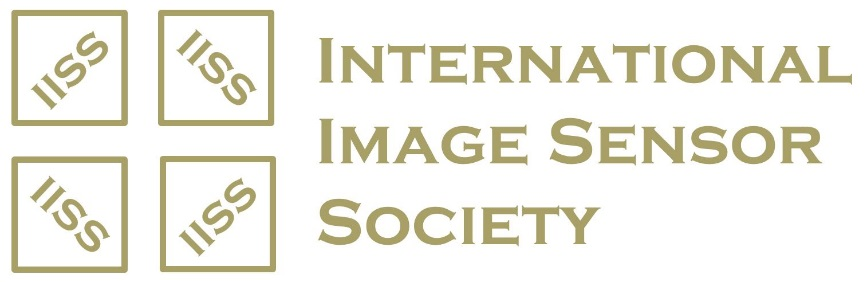 IISS IISS
IISS IISS
INTERNATIONAL
IMAGE SENSOR
SOCIETY